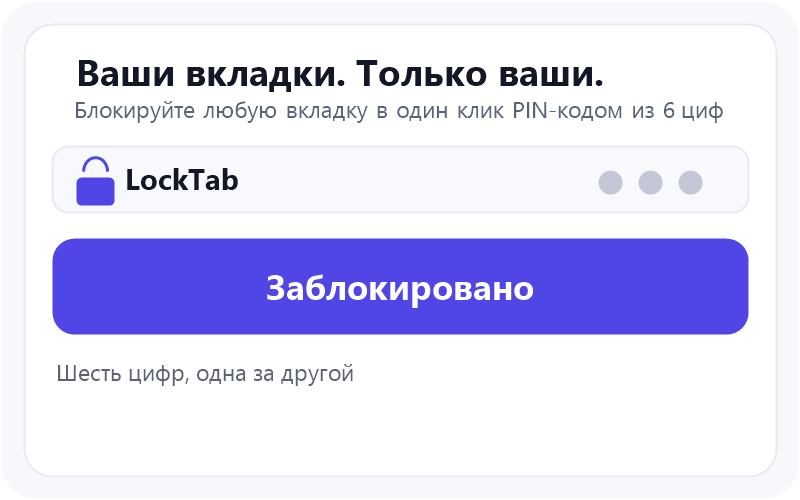 Ваши вкладки. Только ваши.
Блокируйте любую вкладку в один клик PIN-кодом из 6 циф
LockTab
Заблокировано
Шесть цифр, одна за другой